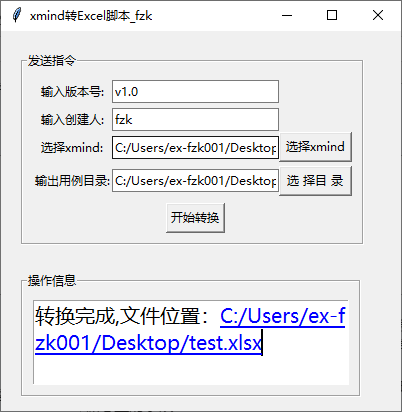 xmind转Excel脚本_fzk
发送指令
输入版本号: v1.0
输入创建人: fzk
选择xmind: C:/Users/ex-fzk001/Desktop 选择xmind
输出用例目录: C:/Users/ex-fzk001/Desktop 选 择目 录
开始转换
操作信息
转换完成,文件位置：C:/Users/ex-f
zk001/Desktop/test.xlsx